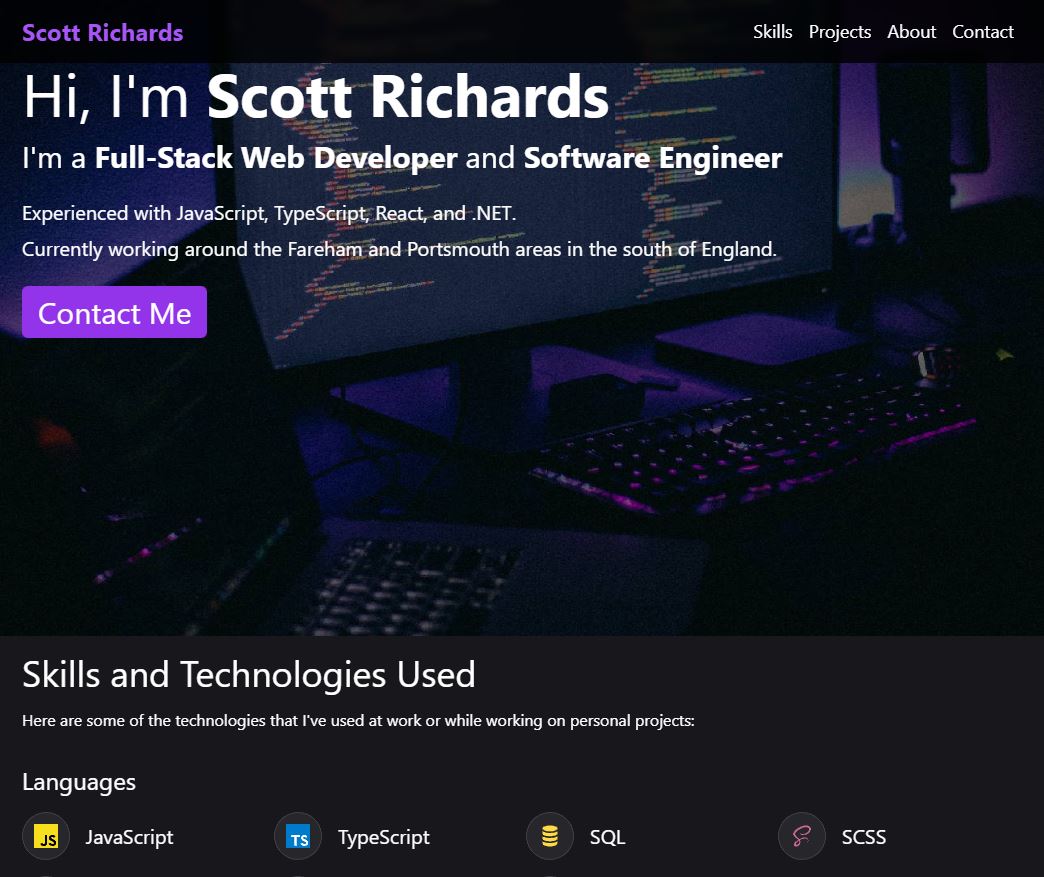 Scott Richards
Skills Projects About Contact
Hi, I'm Scott Richards
I'm a Full-Stack Web Developer and Software Engineer
Experienced with JavaScript, TypeScript, React, and .NET.
Currently working around the Fareham and Portsmouth areas in the south of England.
Contact Me
Skills and Technologies Used
Here are some of the technologies that I've used at work or while working on personal projects:
Languages
JS JavaScript
TS TypeScript
SQL
SCSS